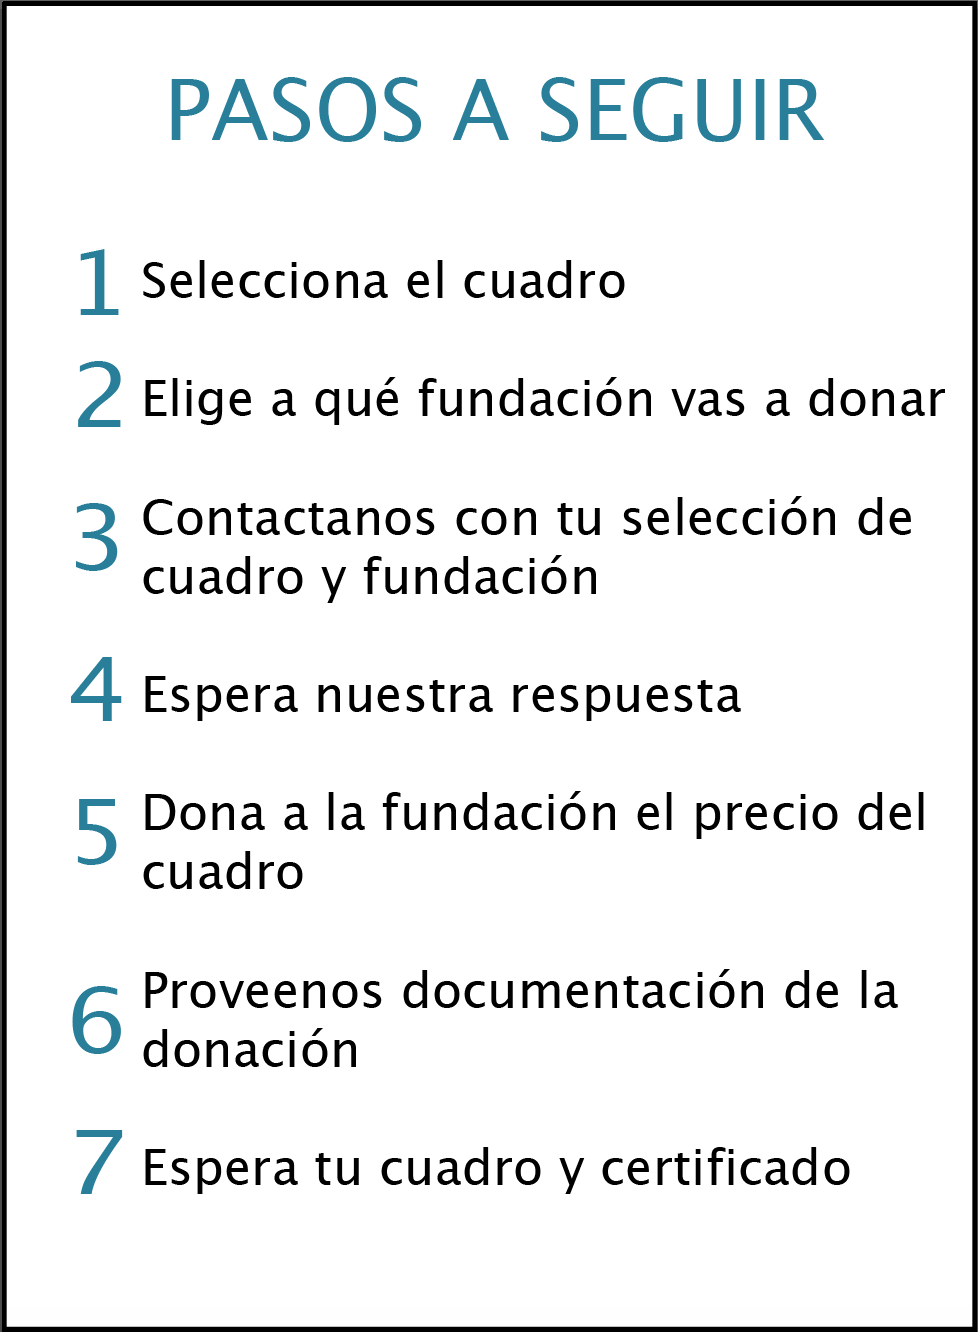 PASOS A SEGUIR
1 Selecciona el cuadro
2 Elige a qué fundación vas a donar
3 Contactanos con tu selección de
cuadro y fundación
4 Espera nuestra respuesta
5 Dona a la fundación el precio del
cuadro
6 Proveenos documentación de la
donación
7 Espera tu cuadro y certificado